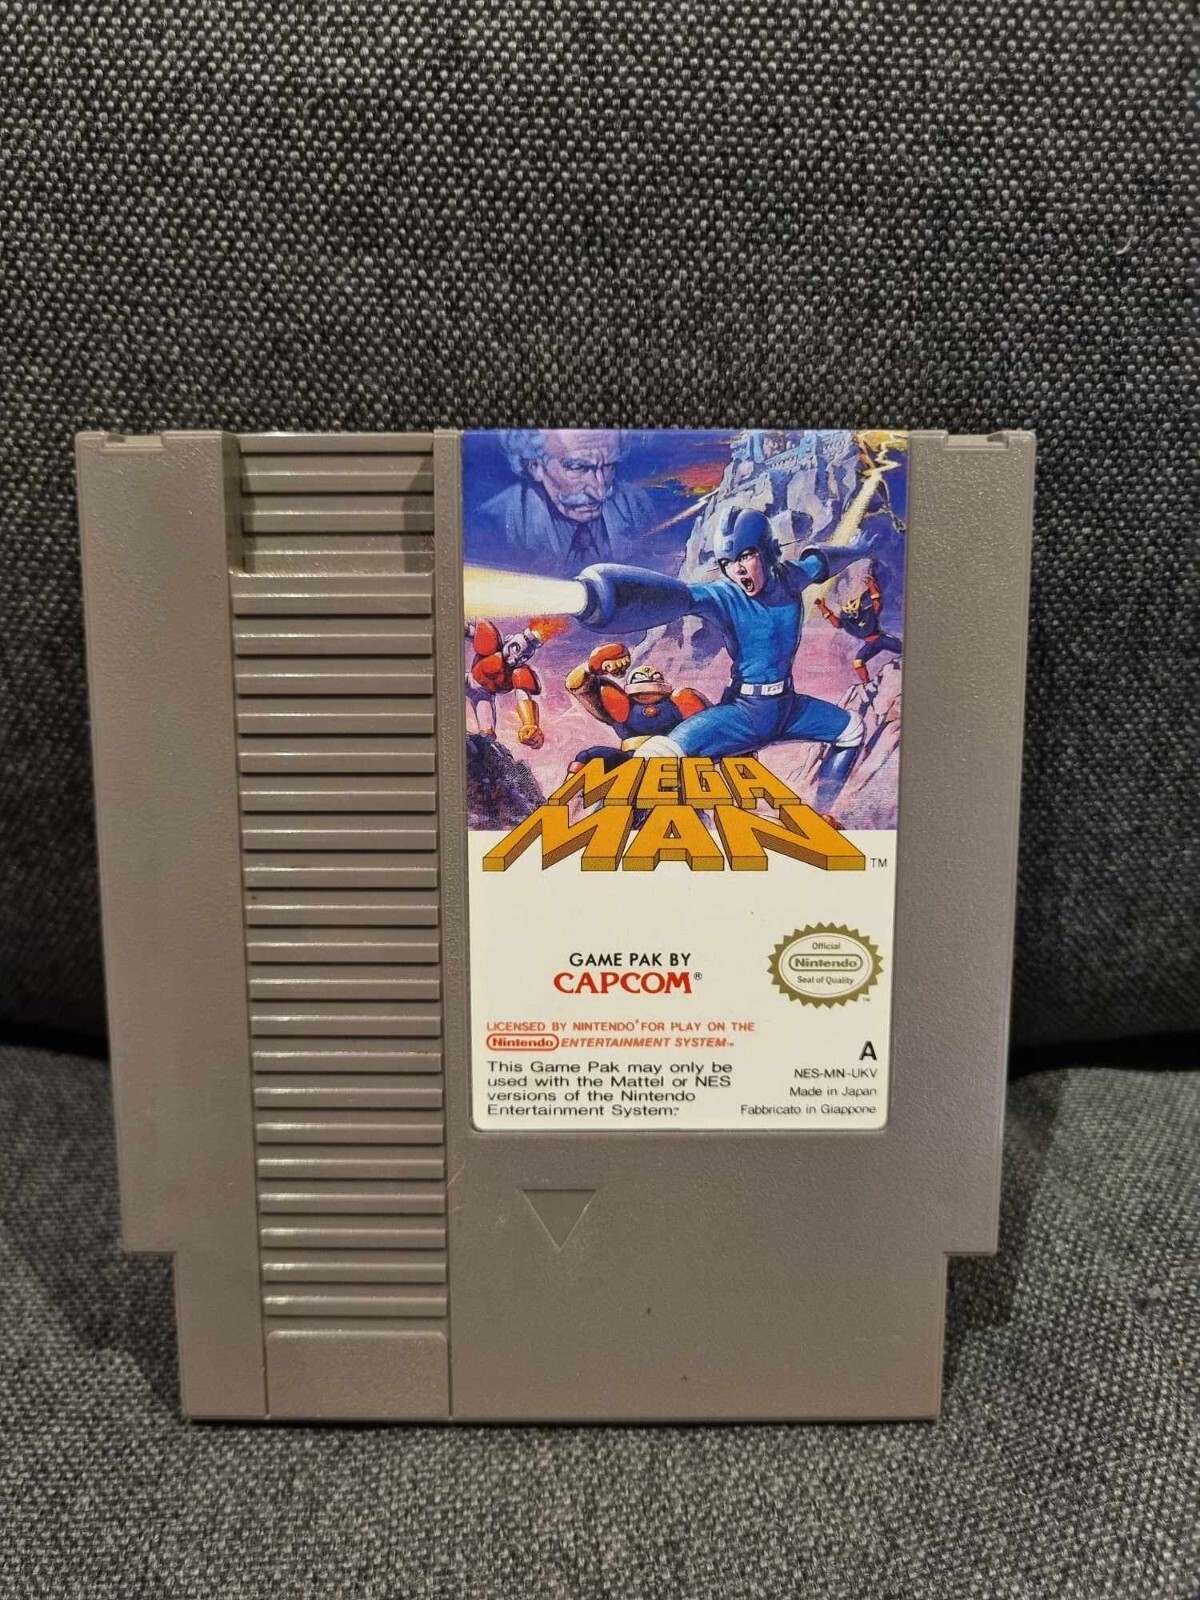 MEGA
MAN™
GAME PAK BY
CAPCOM®
Official
Nintendo
Seal of Quality
™
LICENSED BY NINTENDO® FOR PLAY ON THE
Nintendo ENTERTAINMENT SYSTEM™
This Game Pak may only be
used with the Mattel or NES
versions of the Nintendo
Entertainment System.™
A
NES-MN-UKV
Made in Japan
Fabbricato in Giappone